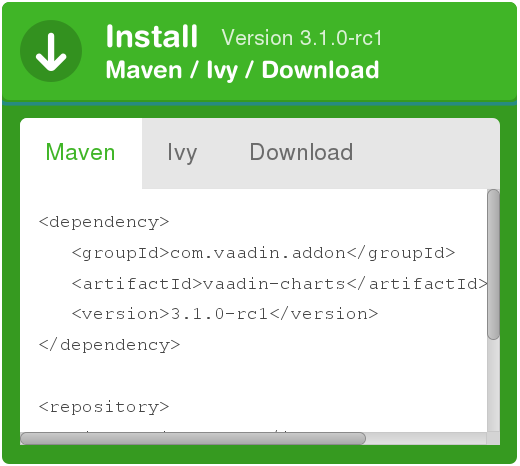 Install Version 3.1.0-rc1
Maven / Ivy / Download
Maven Ivy Download
<dependency>
   <groupId>com.vaadin.addon</groupId>
   <artifactId>vaadin-charts</artifactId>
   <version>3.1.0-rc1</version>
</dependency>

<repository>